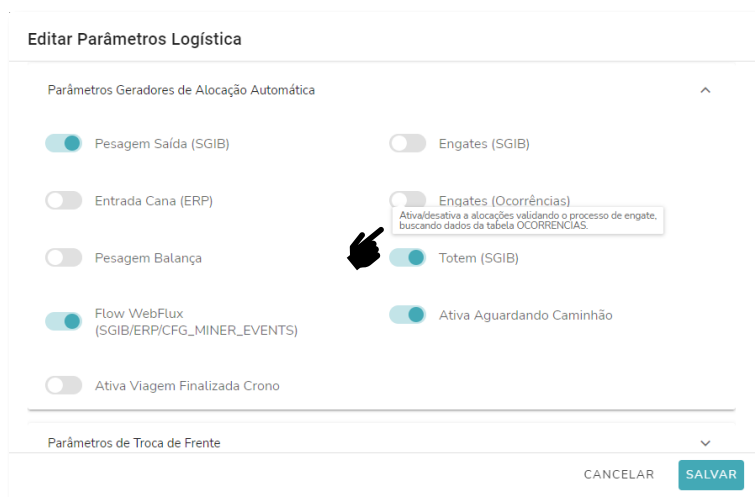 Editar Parâmetros Logística
Parâmetros Geradores de Alocação Automática
Pesagem Saída (SGIB)
Engates (SGIB)
Entrada Cana (ERP)
Engates (Ocorrências)
Ativa/desativa a alocações validando o processo de engate,
buscando dados da tabela OCORRENCIAS.
Pesagem Balança
Totem (SGIB)
Flow WebFlux
(SGIB/ERP/CFG_MINER_EVENTS)
Ativa Aguardando Caminhão
Ativa Viagem Finalizada Crono
Parâmetros de Troca de Frente
CANCELAR
SALVAR